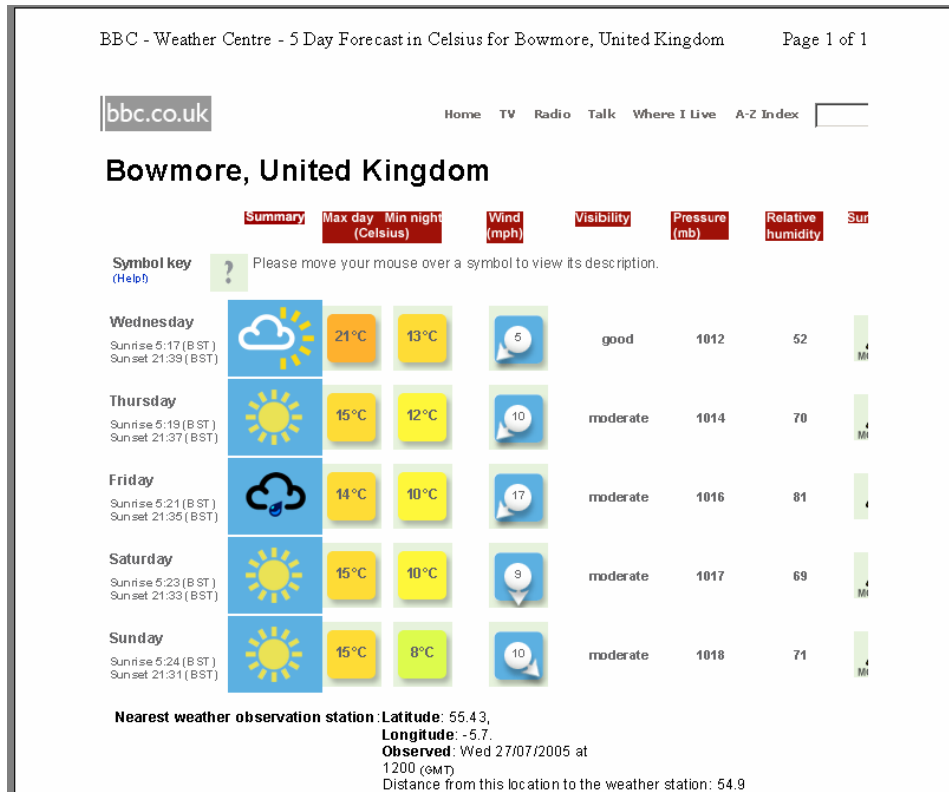 BBC - Weather Centre - 5 Day Forecast in Celsius for Bowmore, United Kingdom Page 1 of 1
bbc.co.uk Home TV Radio Talk Where I Live A-Z Index
Bowmore, United Kingdom
Summary Max day Min night (Celsius) Wind (mph) Visibility Pressure (mb) Relative humidity
Symbol key ? Please move your mouse over a symbol to view its description.
(Help!)
Wednesday
Sunrise 5:17(BST)
Sunset 21:39(BST)
21°C 13°C 5 good 1012 52
Thursday
Sunrise 5:19(BST)
Sunset 21:37(BST)
15°C 12°C 10 moderate 1014 70
Friday
Sunrise 5:21(BST)
Sunset 21:35(BST)
14°C 10°C 17 moderate 1016 81
Saturday
Sunrise 5:23(BST)
Sunset 21:33(BST)
15°C 10°C 9 moderate 1017 69
Sunday
Sunrise 5:24(BST)
Sunset 21:31(BST)
15°C 8°C 10 moderate 1018 71
Nearest weather observation station:Latitude: 55.43,
Longitude: -5.7.
Observed: Wed 27/07/2005 at
1200 (GMT)
Distance from this location to the weather station: 54.9